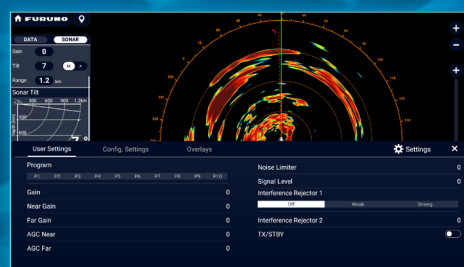 FURUNO
DATA SONAR
Gain 0
Tilt 7 M A
Range 1.2 km
Sonar Tilt
300 600 900 1.2km
User Settings Config. Settings Overlays Settings ×
Program
P1 P2 P3 P4 P5 P6 P7 P8 P9 P10
Gain 0
Near Gain 0
Far Gain 0
AGC Near 0
AGC Far 0
Noise Limiter 0
Signal Level 0
Interference Rejector 1
Off Weak Strong
Interference Rejector 2 0
TX/STBY